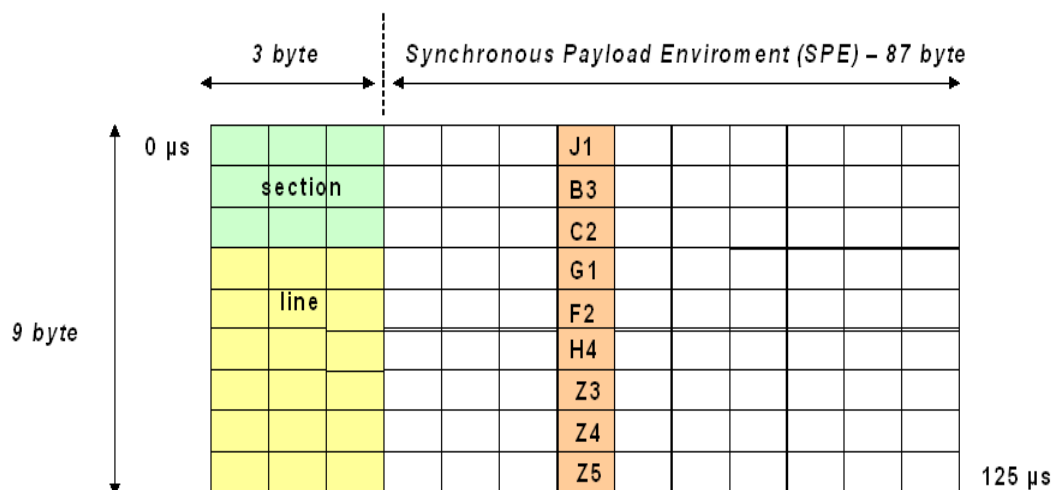 3 byte
Synchronous Payload Enviroment (SPE) – 87 byte
0 µs
J1
section
B3
C2
G1
line
F2
9 byte
H4
Z3
Z4
Z5
125 µs